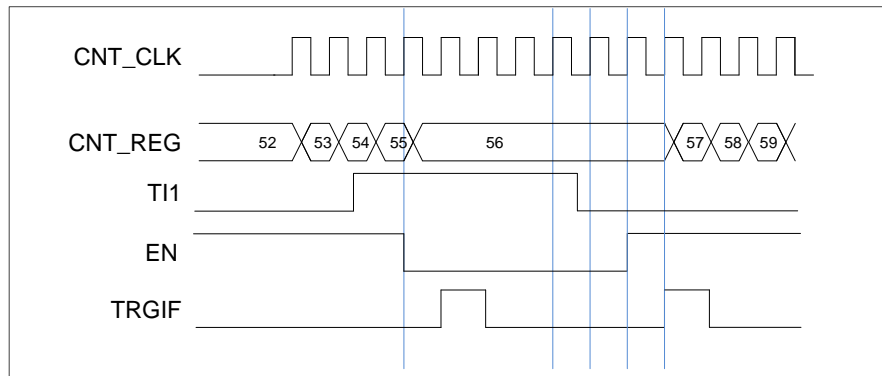 CNT_CLK
CNT_REG 52 53 54 55 56 57 58 59
TI1
EN
TRGIF